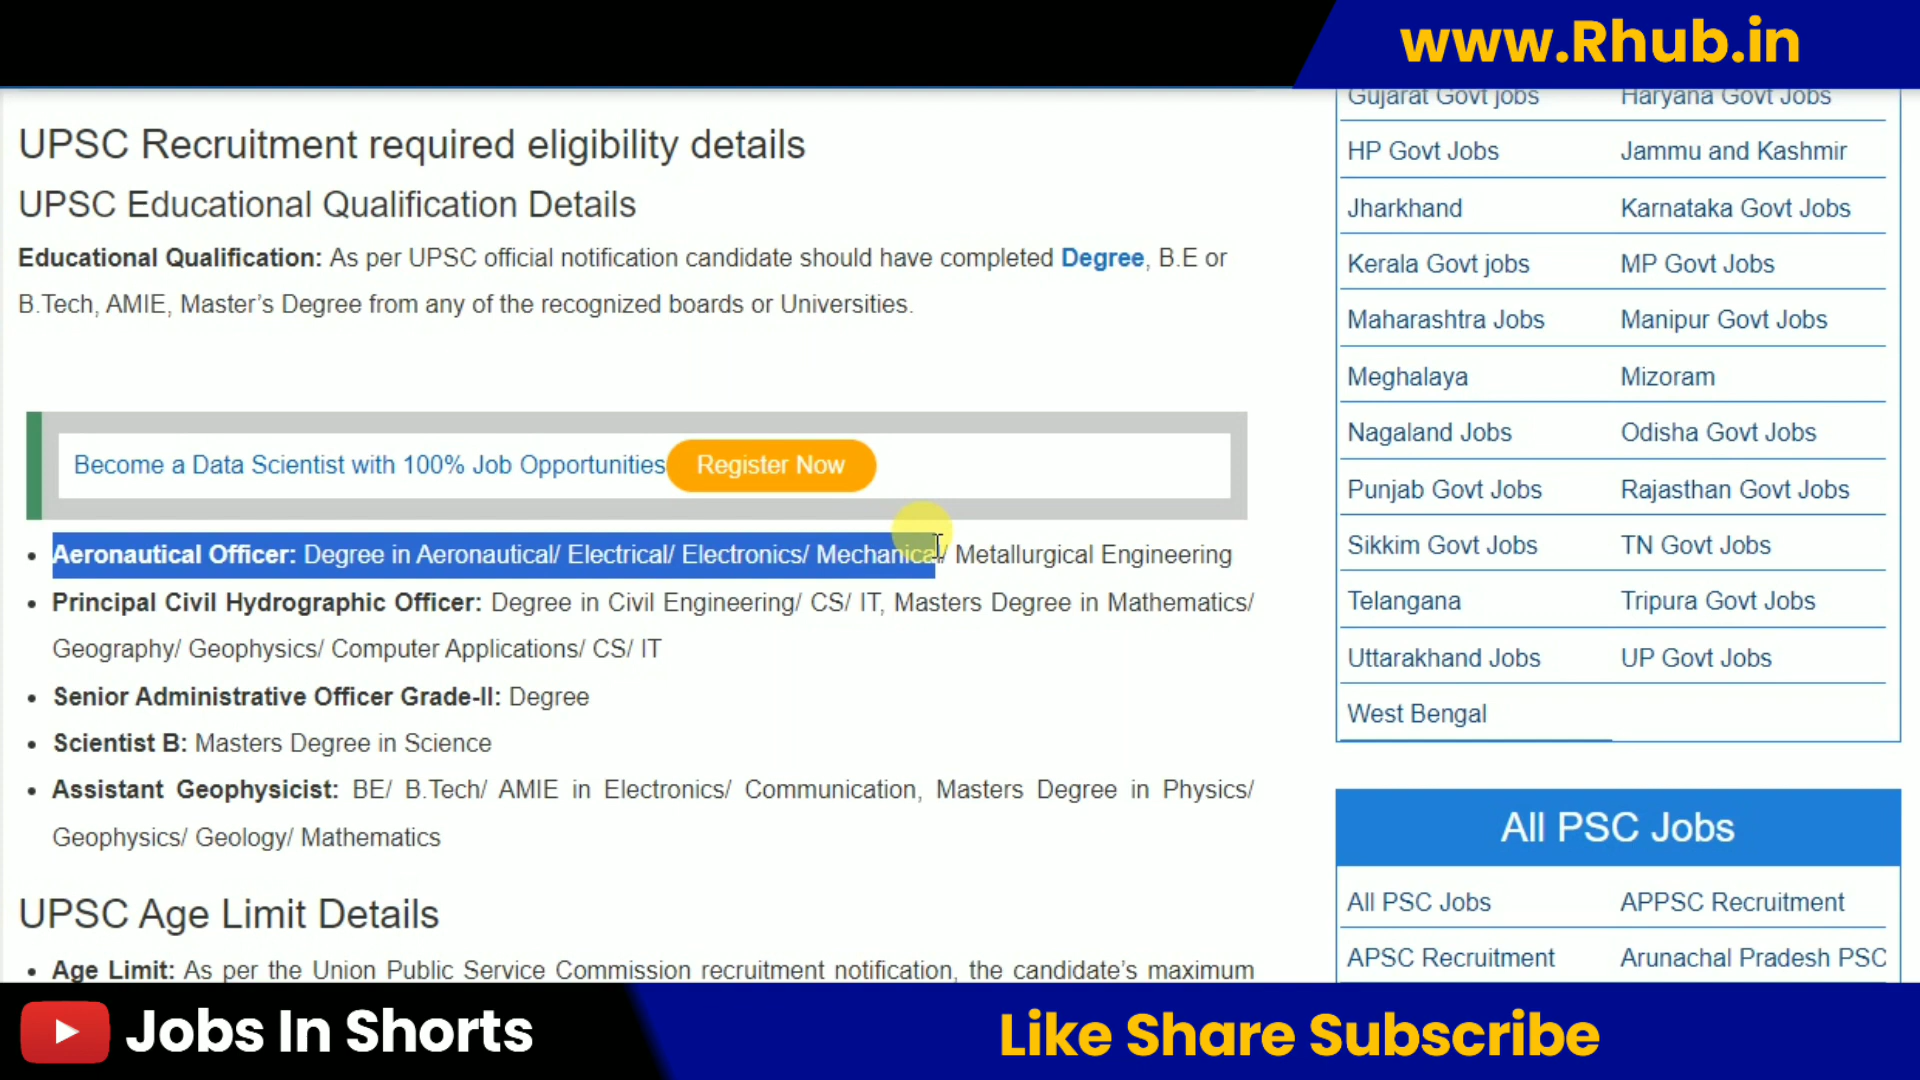 www.Rhub.in
UPSC Recruitment required eligibility details
UPSC Educational Qualification Details
Educational Qualification: As per UPSC official notification candidate should have completed Degree, B.E or
B.Tech, AMIE, Master’s Degree from any of the recognized boards or Universities.
Become a Data Scientist with 100% Job Opportunities Register Now
• Aeronautical Officer: Degree in Aeronautical/ Electrical/ Electronics/ Mechanical/ Metallurgical Engineering
• Principal Civil Hydrographic Officer: Degree in Civil Engineering/ CS/ IT, Masters Degree in Mathematics/
Geography/ Geophysics/ Computer Applications/ CS/ IT
• Senior Administrative Officer Grade-II: Degree
• Scientist B: Masters Degree in Science
• Assistant Geophysicist: BE/ B.Tech/ AMIE in Electronics/ Communication, Masters Degree in Physics/
Geophysics/ Geology/ Mathematics
UPSC Age Limit Details
• Age Limit: As per the Union Public Service Commission recruitment notification, the candidate’s maximum
Gujarat Govt jobs Haryana Govt Jobs
HP Govt Jobs Jammu and Kashmir
Jharkhand Karnataka Govt Jobs
Kerala Govt jobs MP Govt Jobs
Maharashtra Jobs Manipur Govt Jobs
Meghalaya Mizoram
Nagaland Jobs Odisha Govt Jobs
Punjab Govt Jobs Rajasthan Govt Jobs
Sikkim Govt Jobs TN Govt Jobs
Telangana Tripura Govt Jobs
Uttarakhand Jobs UP Govt Jobs
West Bengal
All PSC Jobs
All PSC Jobs APPSC Recruitment
APSC Recruitment Arunachal Pradesh PSC
Jobs In Shorts
Like Share Subscribe